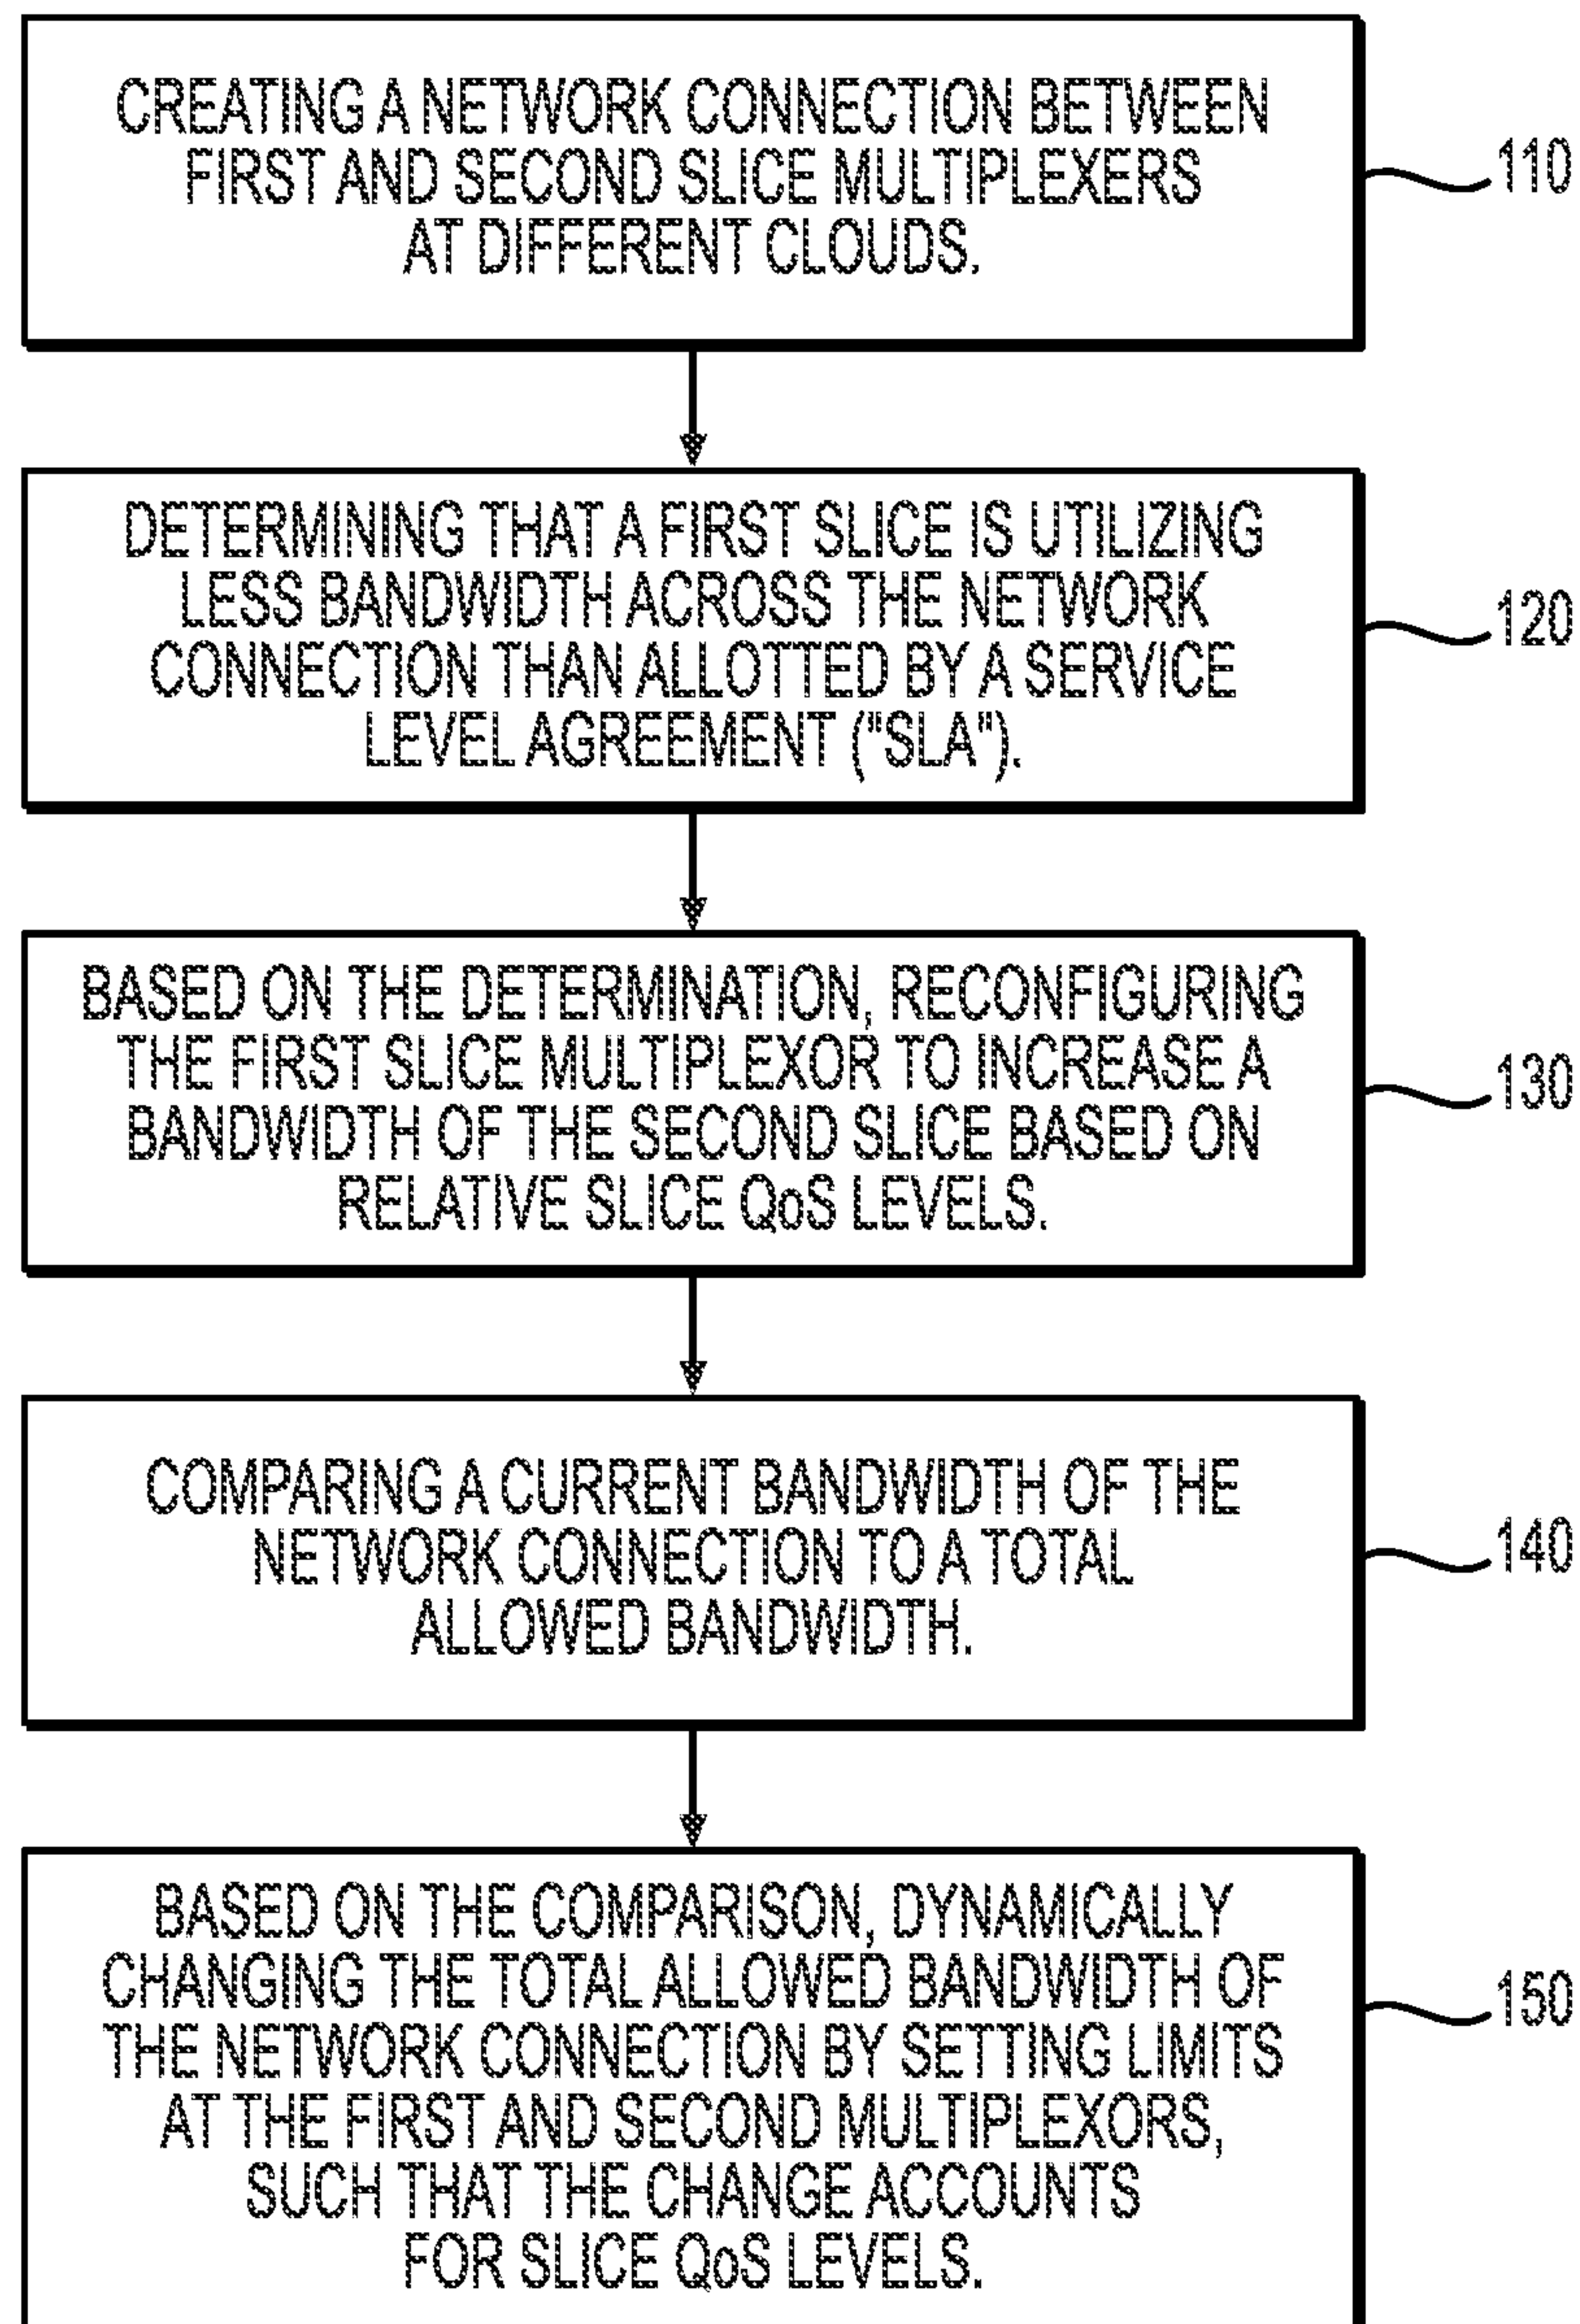 CREATING A NETWORK CONNECTION BETWEEN
FIRST AND SECOND SLICE MULTIPLEXERS
AT DIFFERENT CLOUDS.
110
DETERMINING THAT A FIRST SLICE IS UTILIZING
LESS BANDWIDTH ACROSS THE NETWORK
CONNECTION THAN ALLOTTED BY A SERVICE
LEVEL AGREEMENT ("SLA").
120
BASED ON THE DETERMINATION, RECONFIGURING
THE FIRST SLICE MULTIPLEXOR TO INCREASE A
BANDWIDTH OF THE SECOND SLICE BASED ON
RELATIVE SLICE QoS LEVELS.
130
COMPARING A CURRENT BANDWIDTH OF THE
NETWORK CONNECTION TO A TOTAL
ALLOWED BANDWIDTH.
140
BASED ON THE COMPARISON, DYNAMICALLY
CHANGING THE TOTAL ALLOWED BANDWIDTH OF
THE NETWORK CONNECTION BY SETTING LIMITS
AT THE FIRST AND SECOND MULTIPLEXORS,
SUCH THAT THE CHANGE ACCOUNTS
FOR SLICE QoS LEVELS.
150